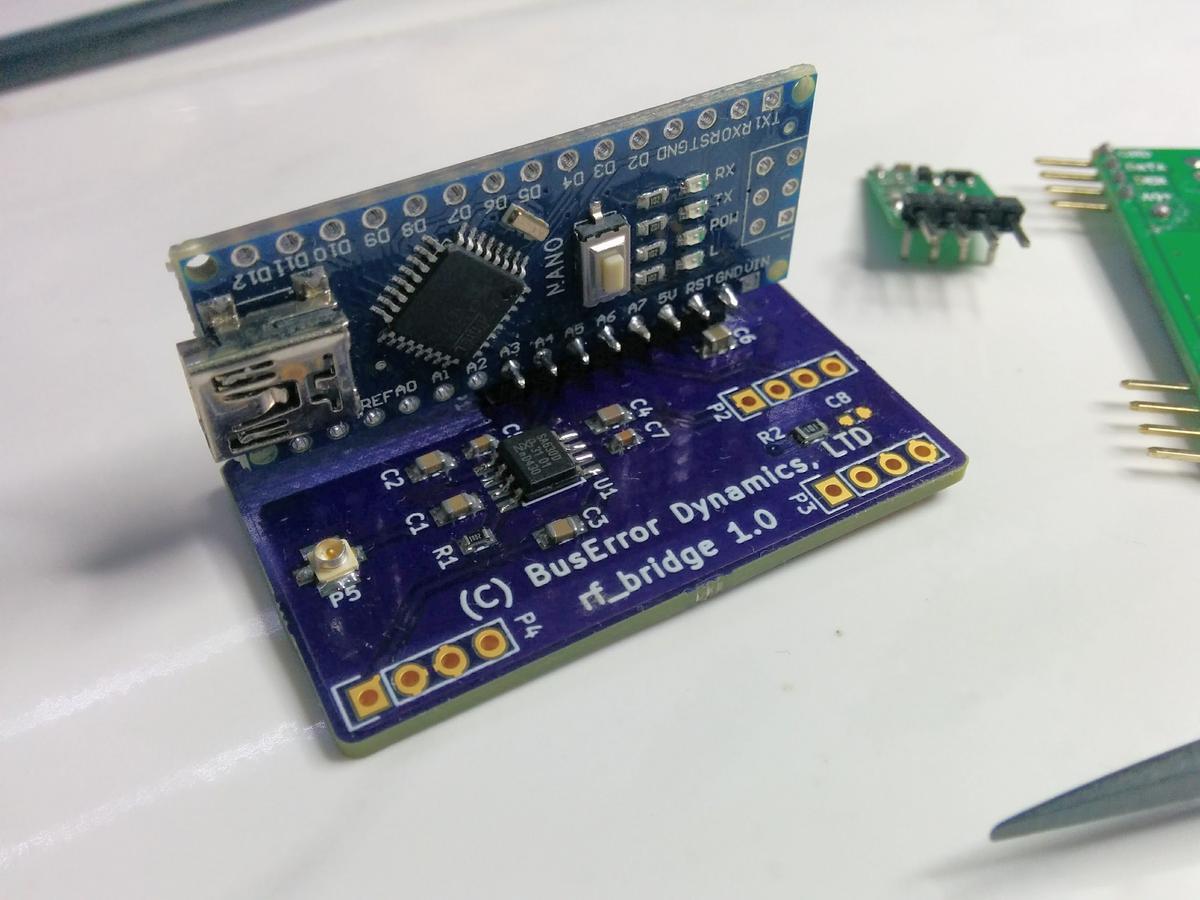 TX1 RX0 RST GND D2 D3 D4 D5 D6 D7 D8 D9 D10 D11 D12
RX
TX
POW
L
NANO
REF A0 A1 A2 A3 A4 A5 A6 A7 5V RST GND VIN
C6
P2
C8
R2
P3
C4
C7
U1
C2
C1
R1
C3
P5
P4
(C) BusError Dynamics, LTD
rf_bridge 1.0